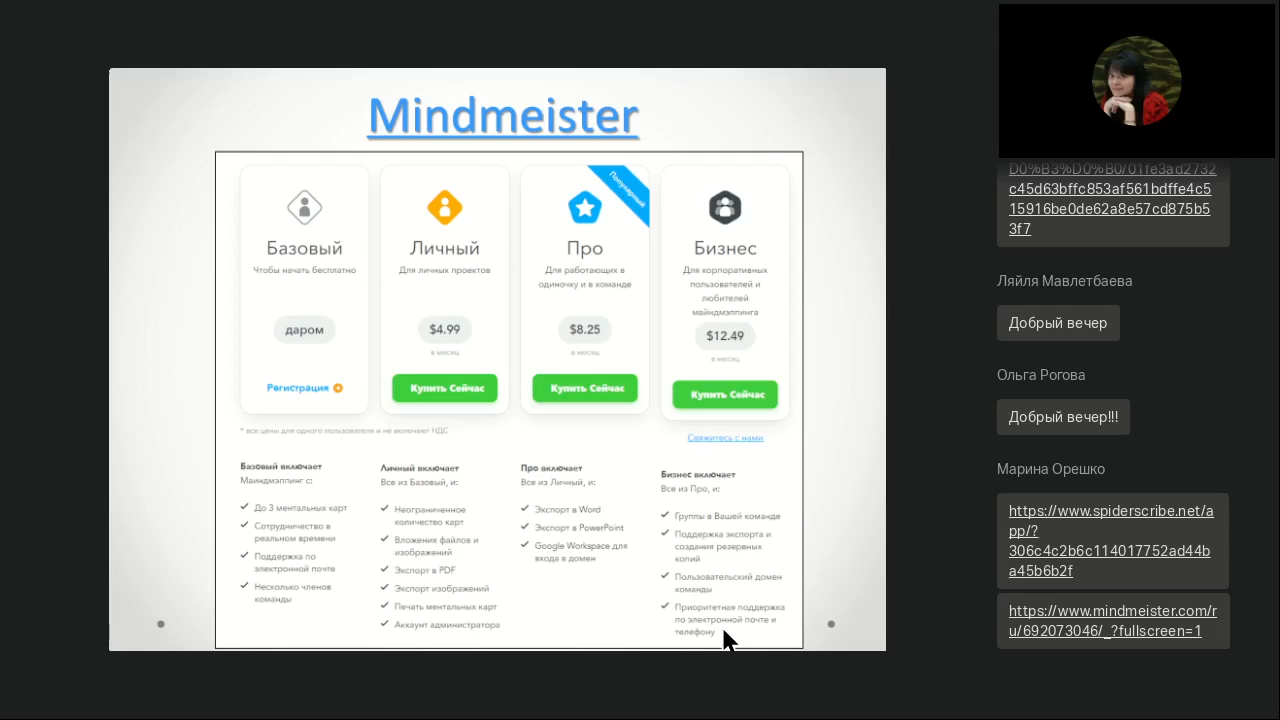 Mindmeister
Популярный
Базовый
Чтобы начать бесплатно
даром
Регистрация
Личный
Для личных проектов
$4.99
в месяц
Купить Сейчас
Про
Для работающих в
одиночку и в команде
$8.25
в месяц
Купить Сейчас
Бизнес
Для корпоративных
пользователей и
любителей
майндмэппинга
$12.49
в месяц
Купить Сейчас
* все цены для одного пользователя и не включают НДС
Свяжитесь с нами
Базовый включает
Маиндмэппинг с:
До 3 ментальных карт
Сотрудничество в
реальном времени
Поддержка по
электронной почте
Несколько членов
команды
Личный включает
Все из Базовый, и:
Неограниченное
количество карт
Вложения файлов и
изображений
Экспорт в PDF
Экспорт изображений
Печать ментальных карт
Аккаунт администратора
Про включает
Все из Личный, и:
Экспорт в Word
Экспорт в PowerPoint
Google Workspace для
входа в домен
Бизнес включает
Все из Про, и:
Группы в Вашей команде
Поддержка экспорта и
создания резервных
копий
Пользовательский домен
команды
Приоритетная поддержка
по электронной почте и
телефону
D0%B3%D0%B0/01fe3ad2732
c45d63bffc853af561bdffe4c5
15916be0de62a8e57cd875b5
3f7
Ляйля Мавлетбаева
Добрый вечер
Ольга Рогова
Добрый вечер!!!
Марина Орешко
https://www.spiderscribe.net/a
pp/?
306c4c2b6c114017752ad44b
a45b6b2f
https://www.mindmeister.com/r
u/692073046/_?fullscreen=1